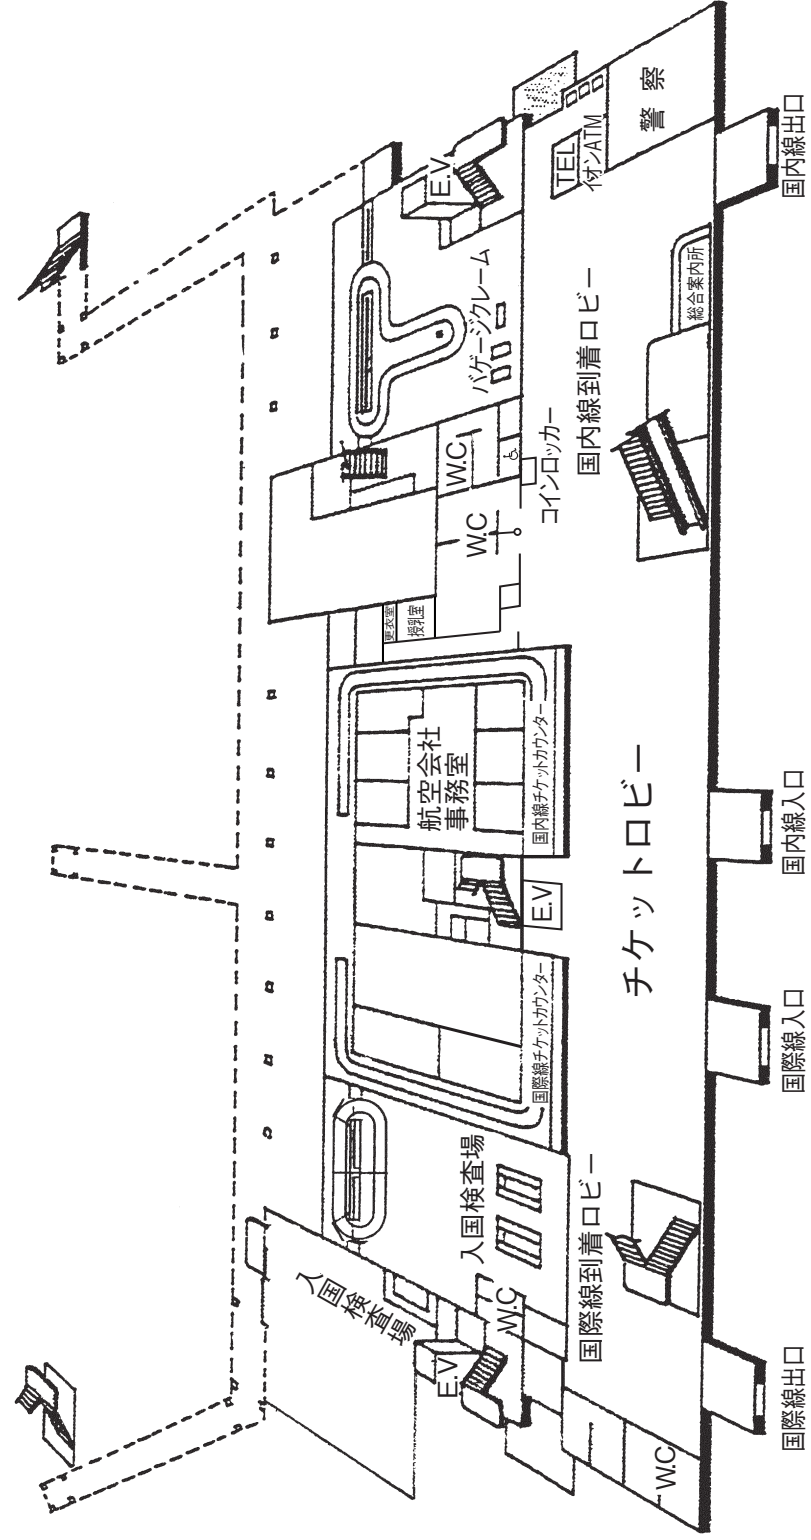 入国検査場
E.V
W.C
W.C
国際線到着ロビー
入国検査場
国際線出口
国際線チケットカウンター
国際線入口
E.V
チケットロビー
国内線チケットカウンター
航空会社
事務室
国内線入口
更衣室
授乳室
W.C
W.C
コインロッカー
国内線到着ロビー
バゲージクレーム
総合案内所
E.V
TEL
イオンATM
警察
国内線出口